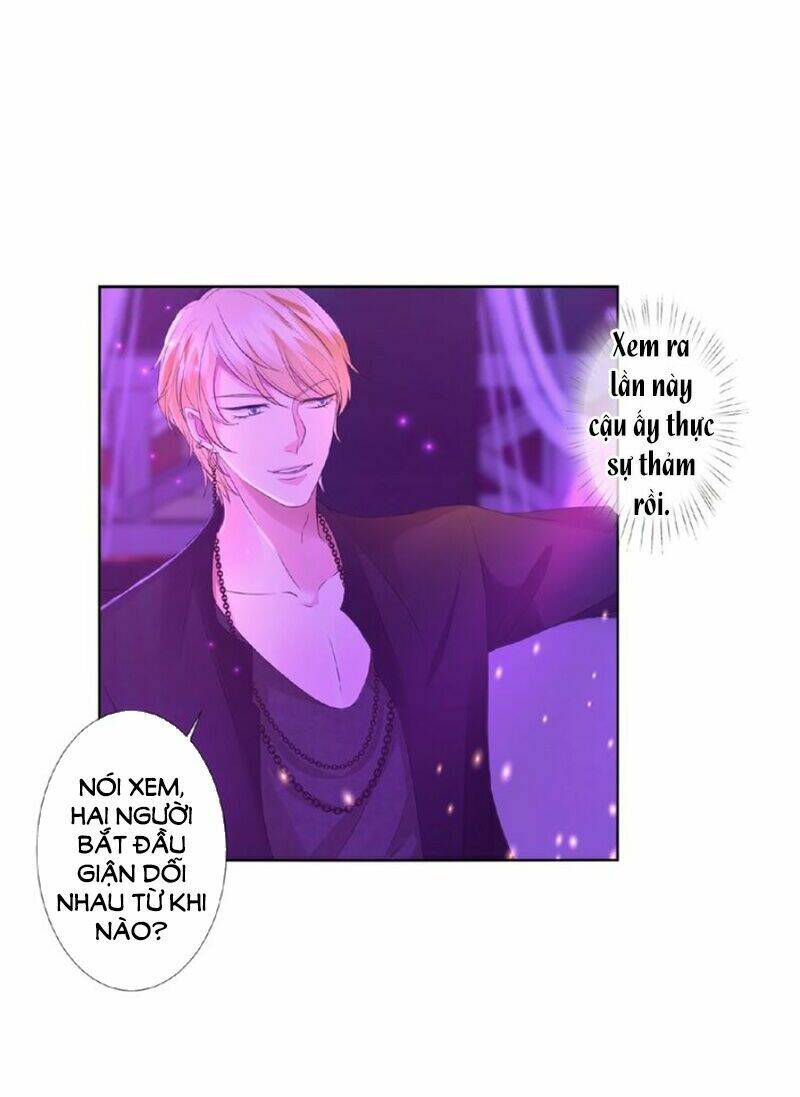 Xem ra
lần này
cậu ấy thực
sự thảm
rồi.
NÓI XEM,
HAI NGƯỜI
BẮT ĐẦU
GIẬN DỖI
NHAU TỪ KHI
NÀO?